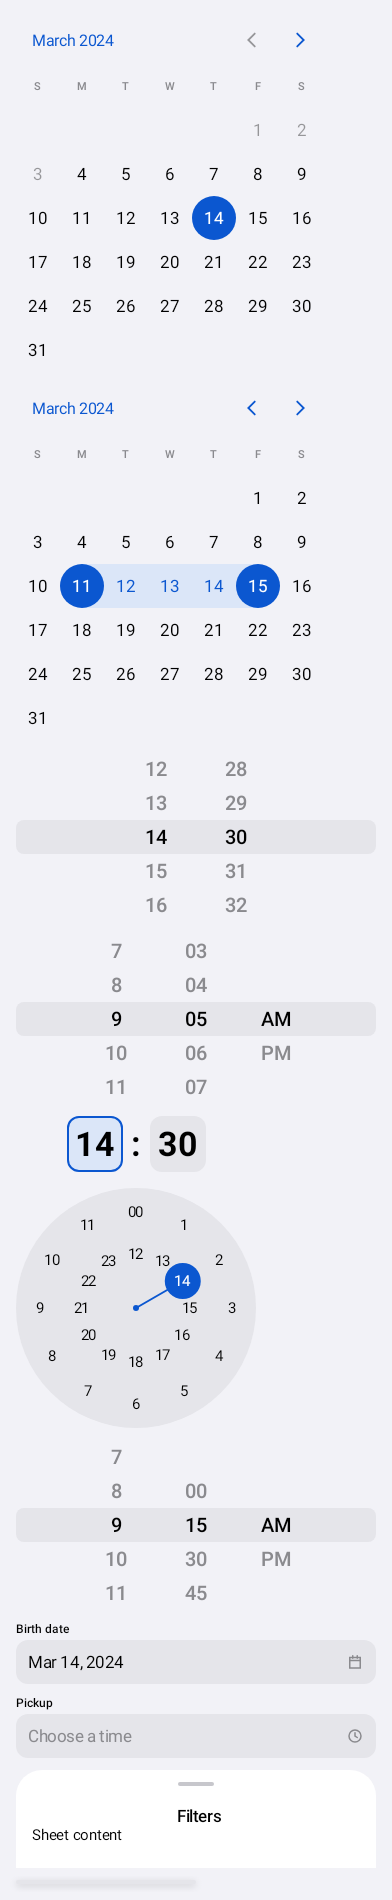 March 2024
S M T W T F S
1 2
3 4 5 6 7 8 9
10 11 12 13 14 15 16
17 18 19 20 21 22 23
24 25 26 27 28 29 30
31
March 2024
S M T W T F S
1 2
3 4 5 6 7 8 9
10 11 12 13 14 15 16
17 18 19 20 21 22 23
24 25 26 27 28 29 30
31
12 28
13 29
14 30
15 31
16 32
7 03
8 04
9 05 AM
10 06 PM
11 07
14 : 30
00
11 1
12
10 23 13 2
22 14
9 21 15 3
20 16
8 19 17 4
18
7 5
6
7
8 00
9 15 AM
10 30 PM
11 45
Birth date
Mar 14, 2024
Pickup
Choose a time
Filters
Sheet content